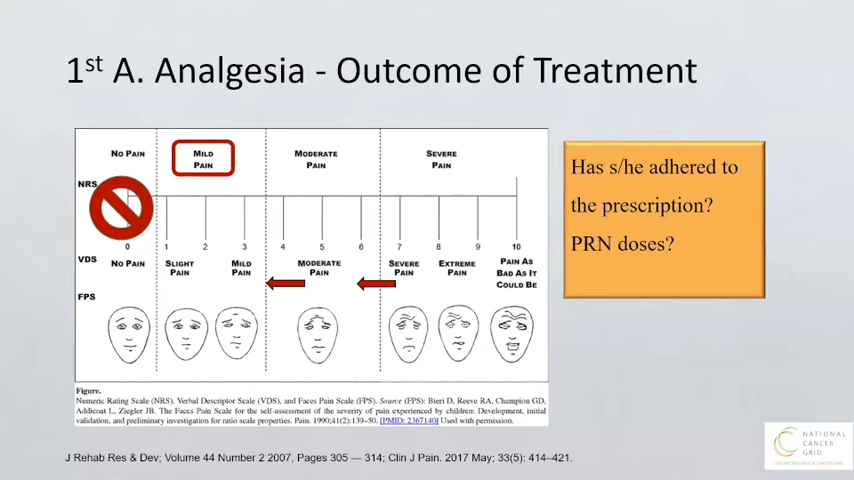 1st A. Analgesia - Outcome of Treatment
NO PAIN
MILD
PAIN
MODERATE
PAIN
SEVERE
PAIN
NRS
0 1 2 3 4 5 6 7 8 9 10
VDS
NO PAIN
SLIGHT
PAIN
MILD
PAIN
MODERATE
PAIN
SEVERE
PAIN
EXTREME
PAIN
PAIN AS
BAD AS IT
COULD BE
FPS
Has s/he adhered to
the prescription?
PRN doses?
Figure.
Numeric Rating Scale (NRS), Verbal Descriptor Scale (VDS), and Faces Pain Scale (FPS). Source (FPS): Bieri D, Reeve RA, Champion GD,
Addicoat L, Ziegler JB. The Faces Pain Scale for the self-assessment of the severity of pain experienced by children: Development, initial
validation, and preliminary investigation for ratio scale properties. Pain. 1990;41(2):139–50. [PMID: 2367140] Used with permission.
J Rehab Res & Dev; Volume 44 Number 2 2007, Pages 305 — 314; Clin J Pain. 2017 May; 33(5): 414–421.
NATIONAL
CANCER
GRID